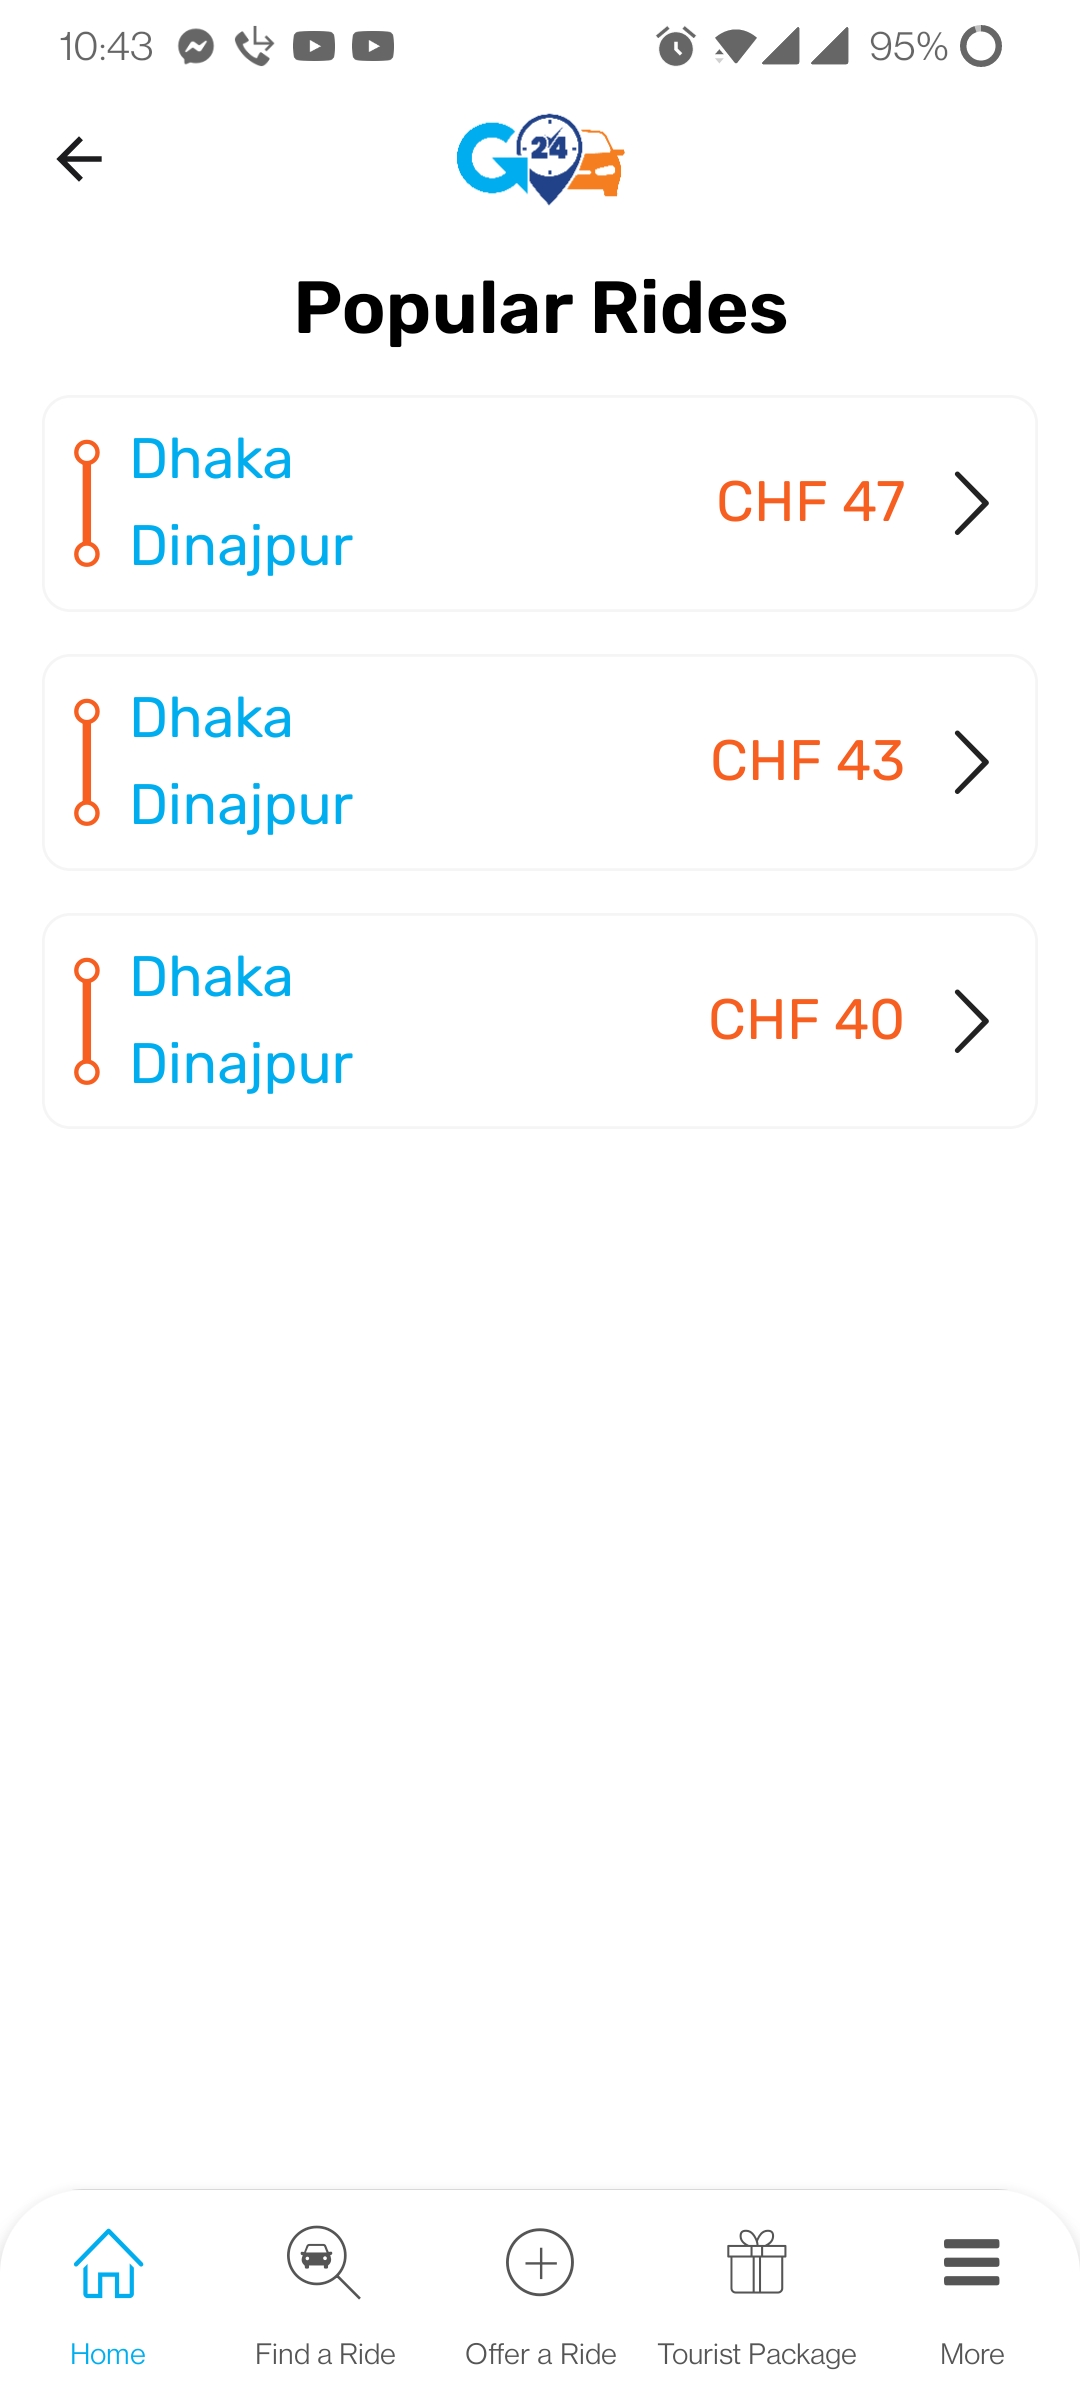 10:43 95%
G 24
Popular Rides
Dhaka
Dinajpur
CHF 47
Dhaka
Dinajpur
CHF 43
Dhaka
Dinajpur
CHF 40
Home Find a Ride Offer a Ride Tourist Package More